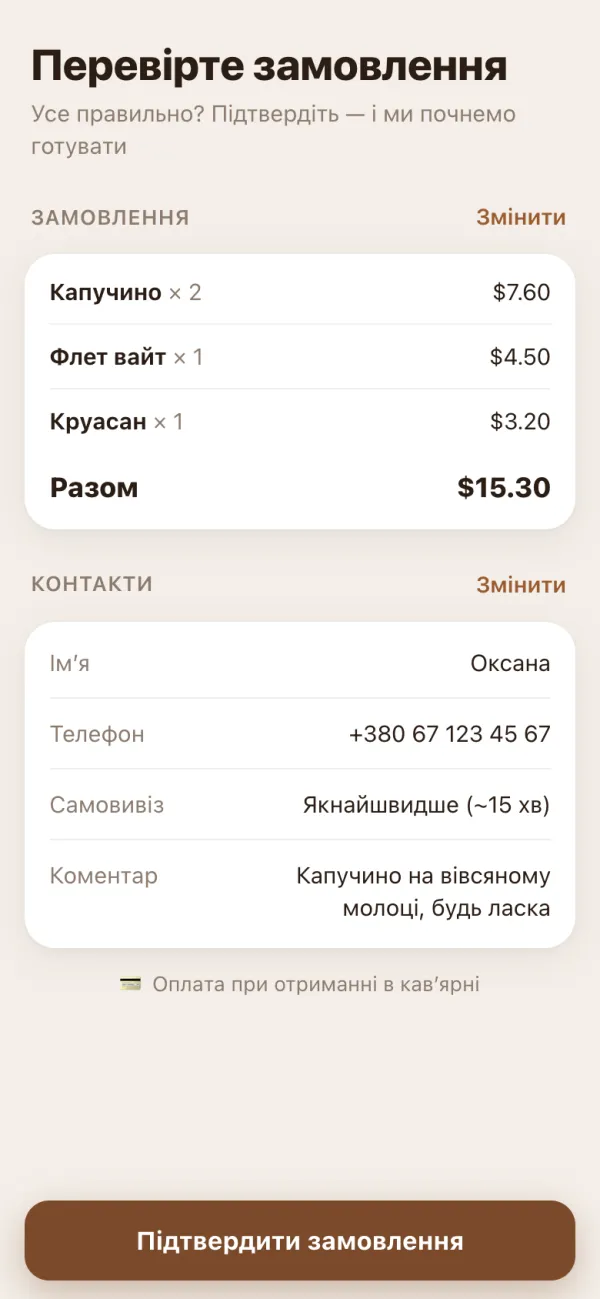 Перевірте замовлення
Усе правильно? Підтвердіть — і ми почнемо
готувати
ЗАМОВЛЕННЯ Змінити
Капучино × 2 $7.60
Флет вайт × 1 $4.50
Круасан × 1 $3.20
Разом $15.30
КОНТАКТИ Змінити
Ім’я Оксана
Телефон +380 67 123 45 67
Самовивіз Якнайшвидше (~15 хв)
Коментар Капучино на вівсяному
молоці, будь ласка
💳 Оплата при отриманні в кав’ярні
Підтвердити замовлення